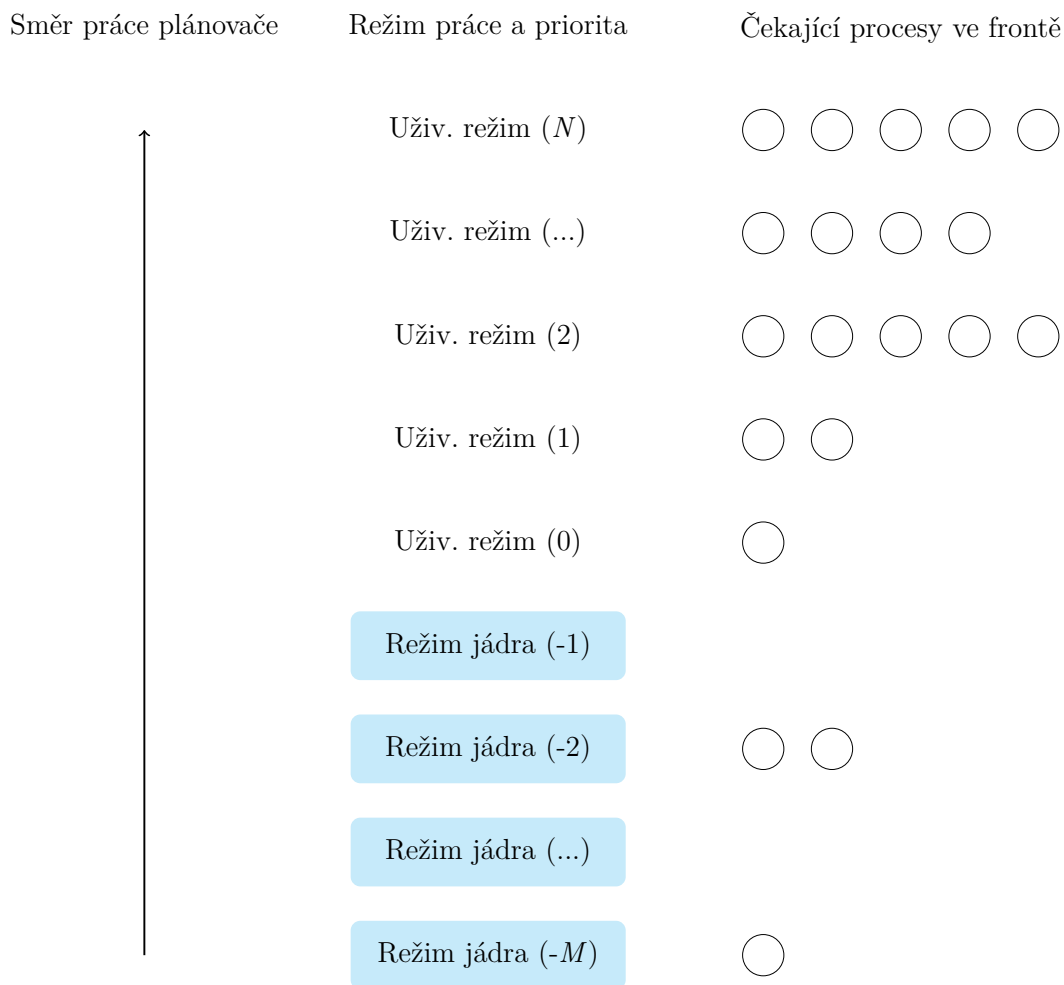 Směr práce plánovače Režim práce a priorita Čekající procesy ve frontě
Uživ. režim (N)
Uživ. režim (...)
Uživ. režim (2)
Uživ. režim (1)
Uživ. režim (0)
Režim jádra (-1)
Režim jádra (-2)
Režim jádra (...)
Režim jádra (-M)